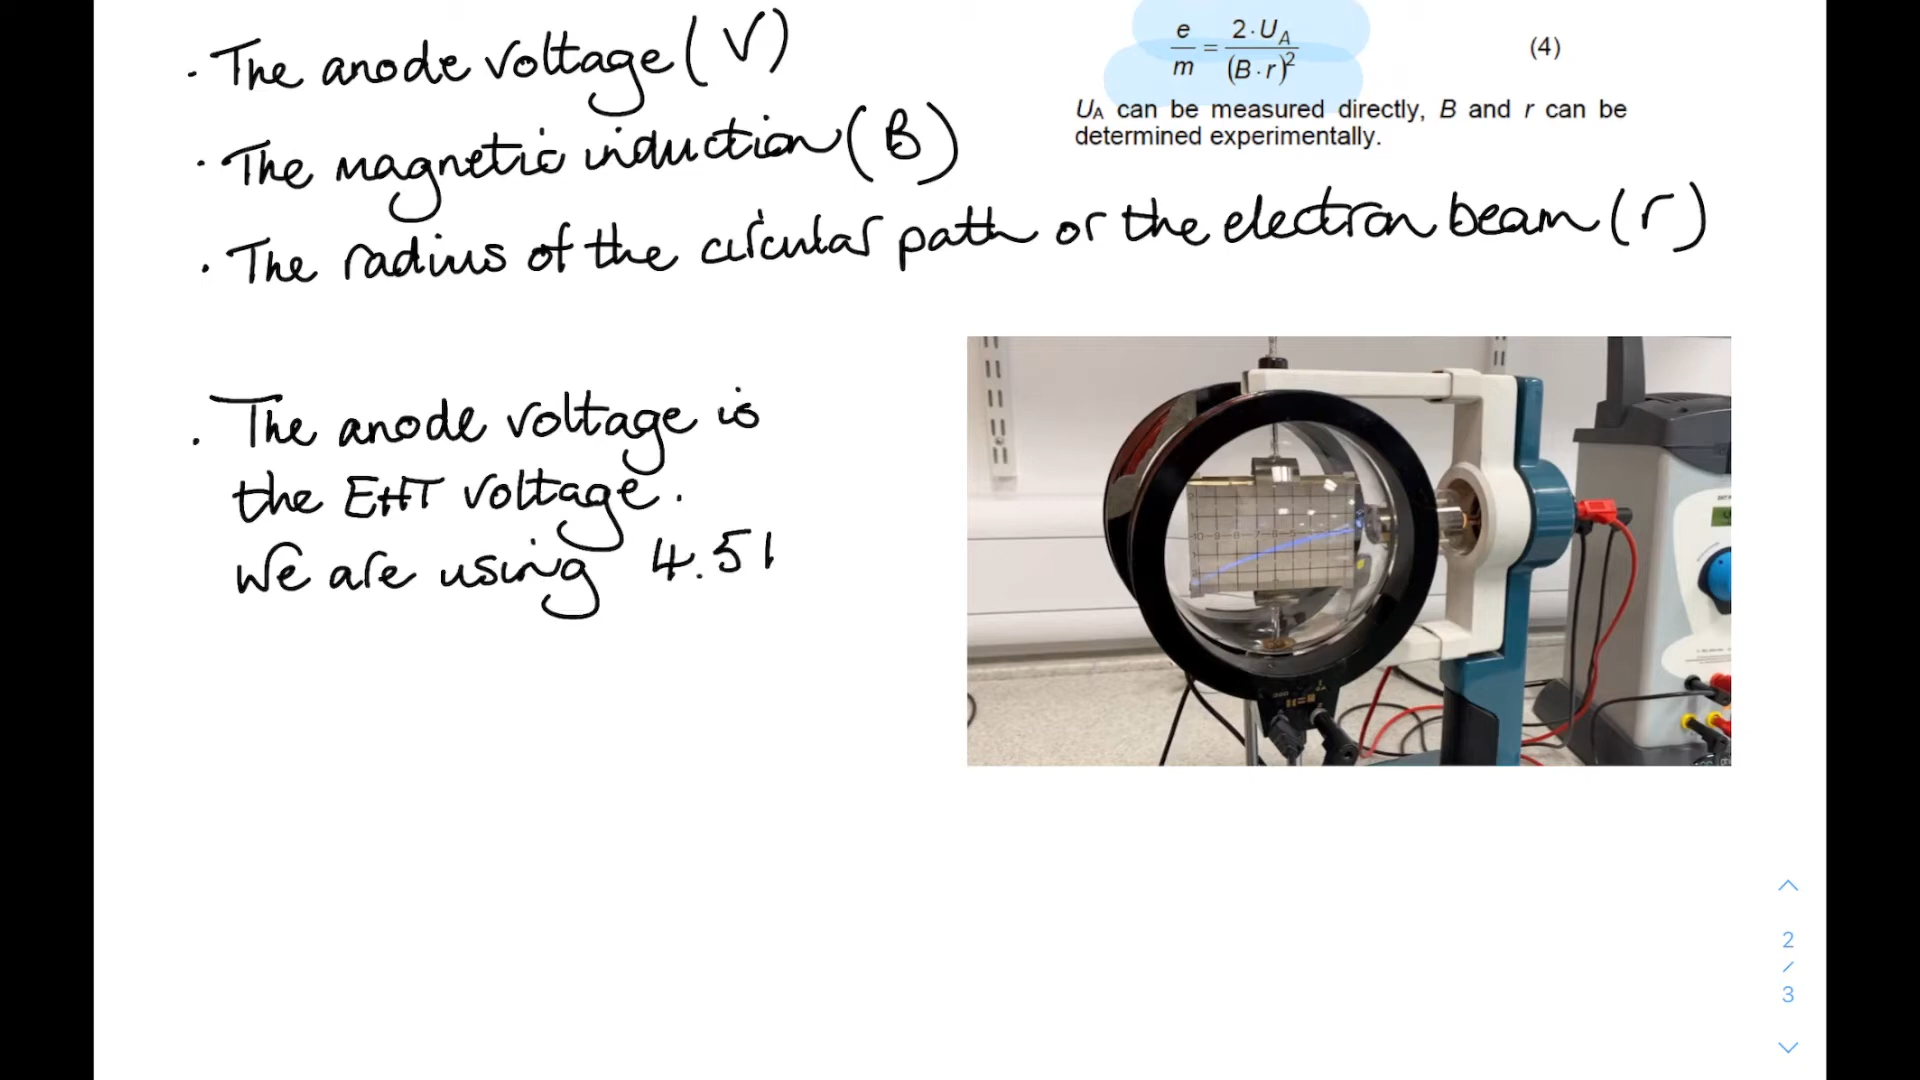 · The anode voltage (V)
e/m = 2·U_A/(B·r)² (4)
U_A can be measured directly, B and r can be
determined experimentally.
· The magnetic induction (B)
· The radius of the circular path or the electron beam (r)
· The anode voltage is
the EHT voltage.
We are using 4.51
2
/
3